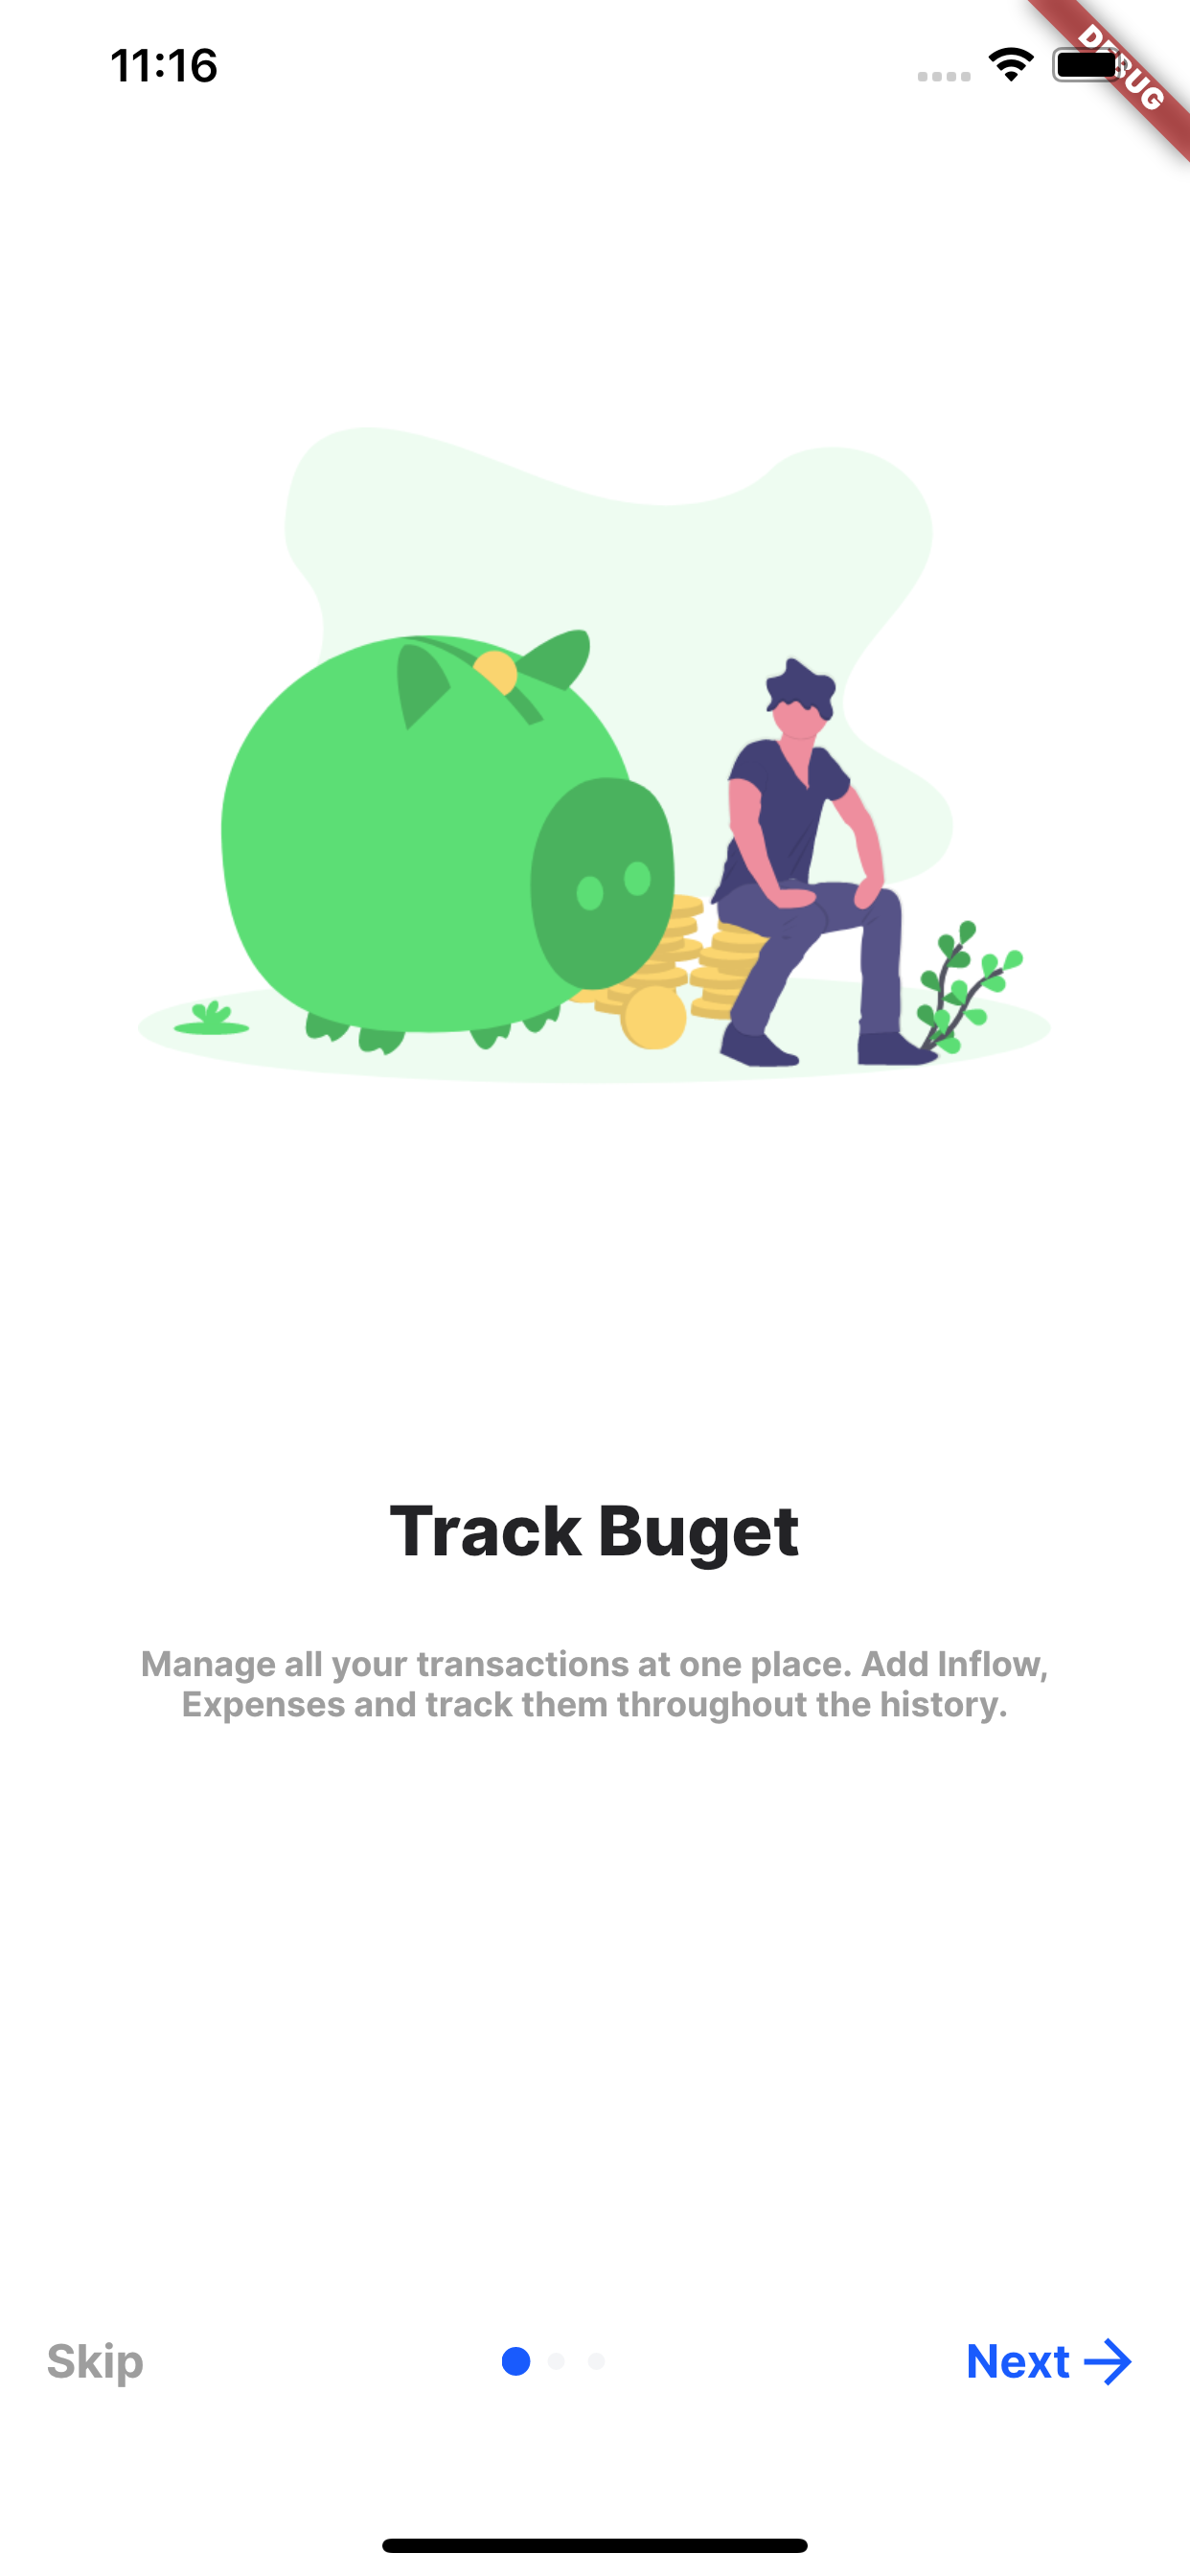 11:16
DEBUG
Track Buget
Manage all your transactions at one place. Add Inflow,
Expenses and track them throughout the history.
Skip
Next